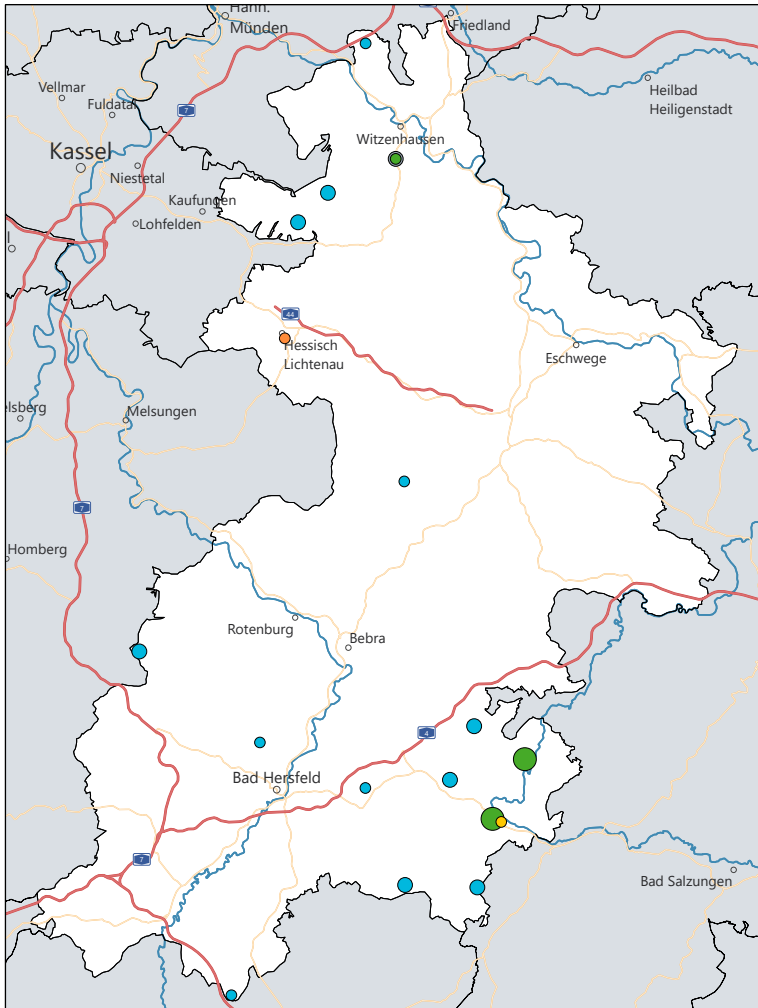 Hann.
Münden
Friedland
7
Vellmar
Fuldatal
Heilbad
Heiligenstadt
Kassel
Witzenhausen
Niestetal
Kaufungen
Lohfelden
l
44
Hessisch
Lichtenau
Eschwege
elsberg
Melsungen
7
Homberg
Rotenburg
Bebra
4
Bad Hersfeld
7
Bad Salzungen